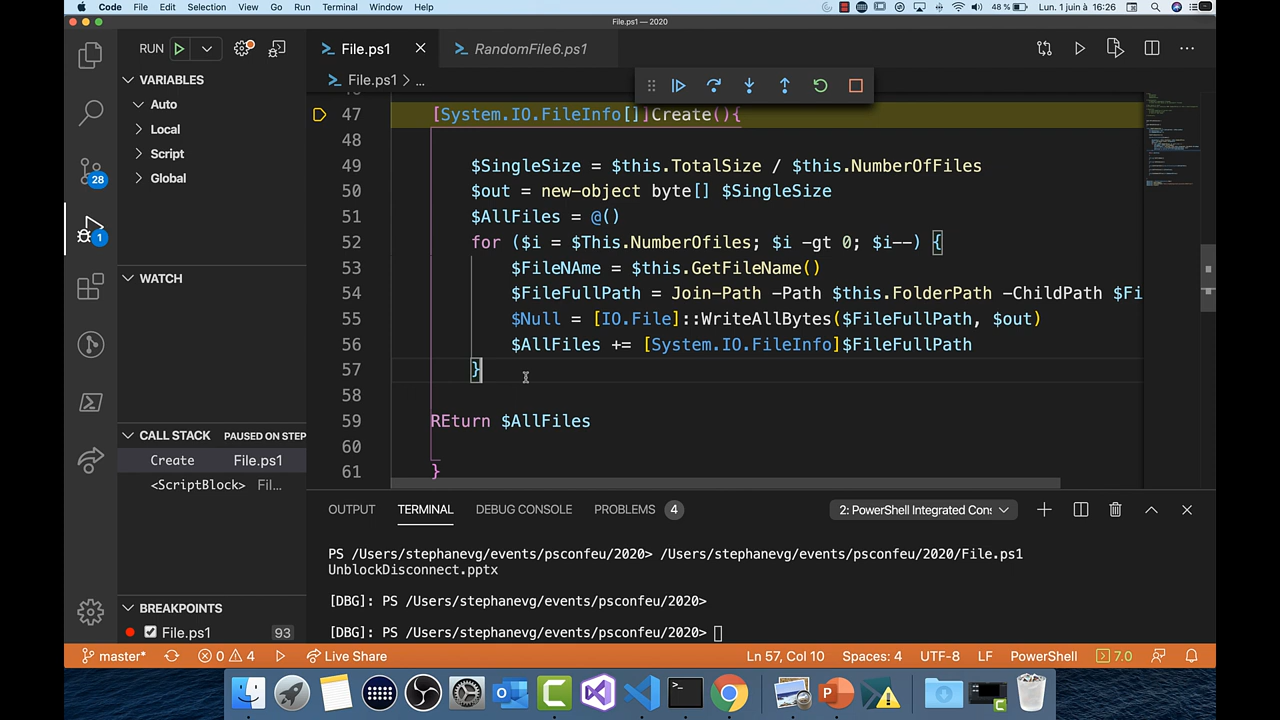 Code File Edit Selection View Go Run Terminal Window Help 48 % Lun. 1 juin à 16:26
File.ps1 — 2020
RUN
File.ps1
RandomFile6.ps1
File.ps1 > ...
VARIABLES
Auto
Local
Script
Global
28
1
WATCH
CALL STACK PAUSED ON STEP
Create File.ps1
<ScriptBlock> Fil...
BREAKPOINTS
File.ps1 93
47 [System.IO.FileInfo[]]Create(){
48
49 $SingleSize = $this.TotalSize / $this.NumberOfFiles
50 $out = new-object byte[] $SingleSize
51 $AllFiles = @()
52 for ($i = $This.NumberOfiles; $i -gt 0; $i--) {
53 $FileNAme = $this.GetFileName()
54 $FileFullPath = Join-Path -Path $this.FolderPath -ChildPath $Fi
55 $Null = [IO.File]::WriteAllBytes($FileFullPath, $out)
56 $AllFiles += [System.IO.FileInfo]$FileFullPath
57 }
58
59 REturn $AllFiles
60
61 }
OUTPUT TERMINAL DEBUG CONSOLE PROBLEMS 4 2: PowerShell Integrated Con:
PS /Users/stephanevg/events/psconfeu/2020> /Users/stephanevg/events/psconfeu/2020/File.ps1
UnblockDisconnect.pptx
[DBG]: PS /Users/stephanevg/events/psconfeu/2020>
[DBG]: PS /Users/stephanevg/events/psconfeu/2020>
master* 0 4 Live Share Ln 57, Col 10 Spaces: 4 UTF-8 LF PowerShell 7.0